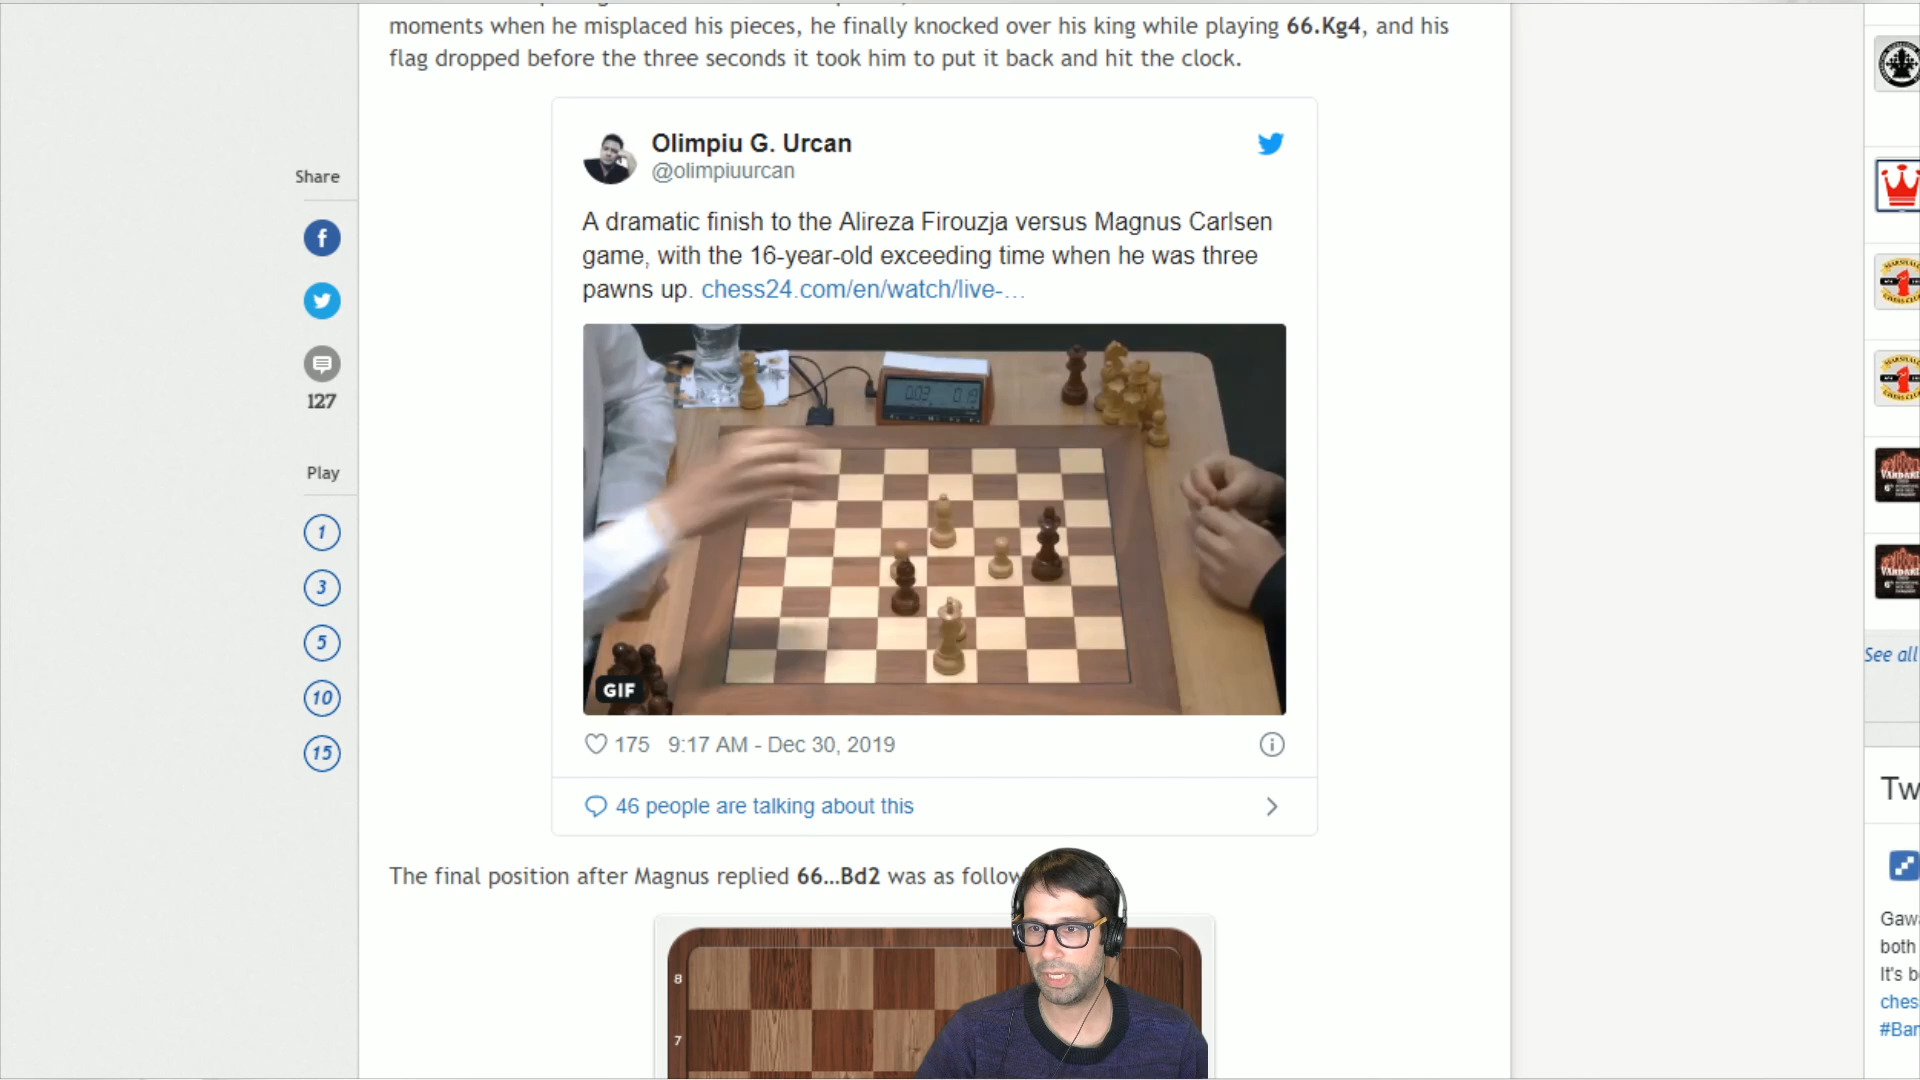 moments when he misplaced his pieces, he finally knocked over his king while playing 66.Kg4, and his
flag dropped before the three seconds it took him to put it back and hit the clock.
Share
127
Play
1
3
5
10
15
Olimpiu G. Urcan
@olimpiuurcan
A dramatic finish to the Alireza Firouzja versus Magnus Carlsen
game, with the 16-year-old exceeding time when he was three
pawns up. chess24.com/en/watch/live-…
GIF
175 9:17 AM - Dec 30, 2019
46 people are talking about this
The final position after Magnus replied 66...Bd2 was as follow
8
7
See all
Tw
Gaw
both
It's b
ches
#Ban